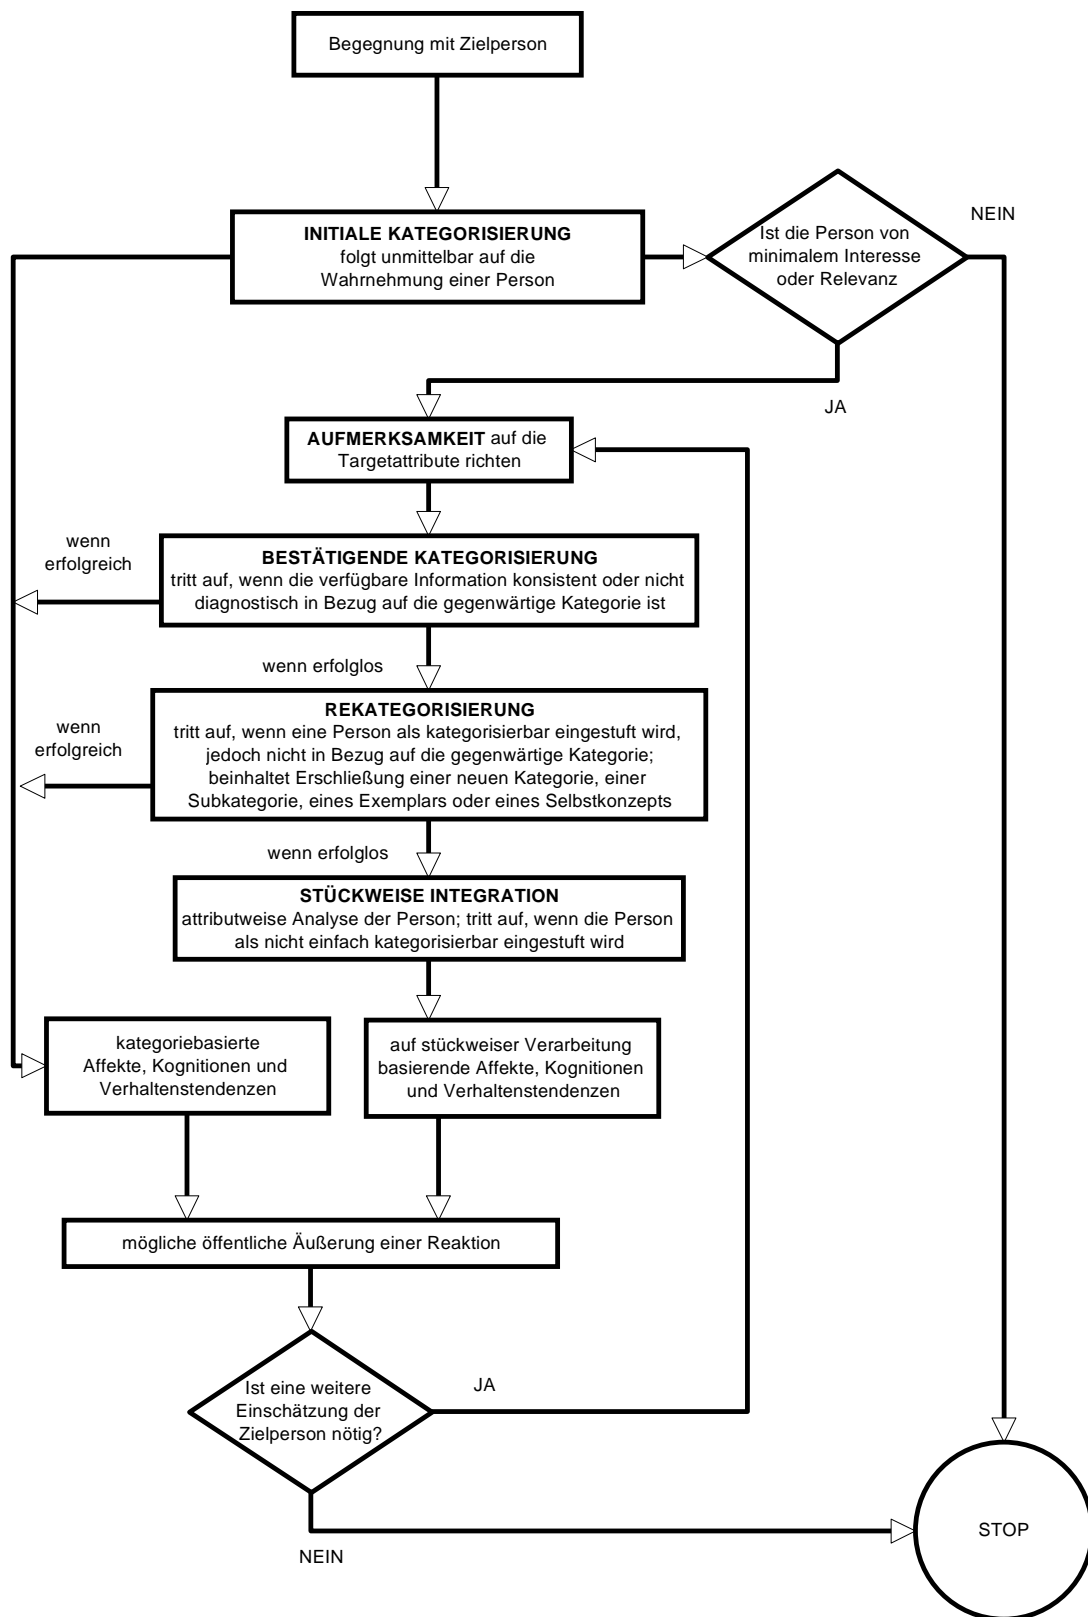 Begegnung mit Zielperson
INITIALE KATEGORISIERUNG
folgt unmittelbar auf die
Wahrnehmung einer Person
Ist die Person von
minimalem Interesse
oder Relevanz
NEIN
JA
AUFMERKSAMKEIT auf die
Targetattribute richten
wenn
erfolgreich
BESTÄTIGENDE KATEGORISIERUNG
tritt auf, wenn die verfügbare Information konsistent oder nicht
diagnostisch in Bezug auf die gegenwärtige Kategorie ist
wenn erfolglos
wenn
erfolgreich
REKATEGORISIERUNG
tritt auf, wenn eine Person als kategorisierbar eingestuft wird,
jedoch nicht in Bezug auf die gegenwärtige Kategorie;
beinhaltet Erschließung einer neuen Kategorie, einer
Subkategorie, eines Exemplars oder eines Selbstkonzepts
wenn erfolglos
STÜCKWEISE INTEGRATION
attributweise Analyse der Person; tritt auf, wenn die Person
als nicht einfach kategorisierbar eingestuft wird
kategoriebasierte
Affekte, Kognitionen und
Verhaltenstendenzen
auf stückweiser Verarbeitung
basierende Affekte, Kognitionen
und Verhaltenstendenzen
mögliche öffentliche Äußerung einer Reaktion
Ist eine weitere
Einschätzung der
Zielperson nötig?
JA
NEIN
STOP